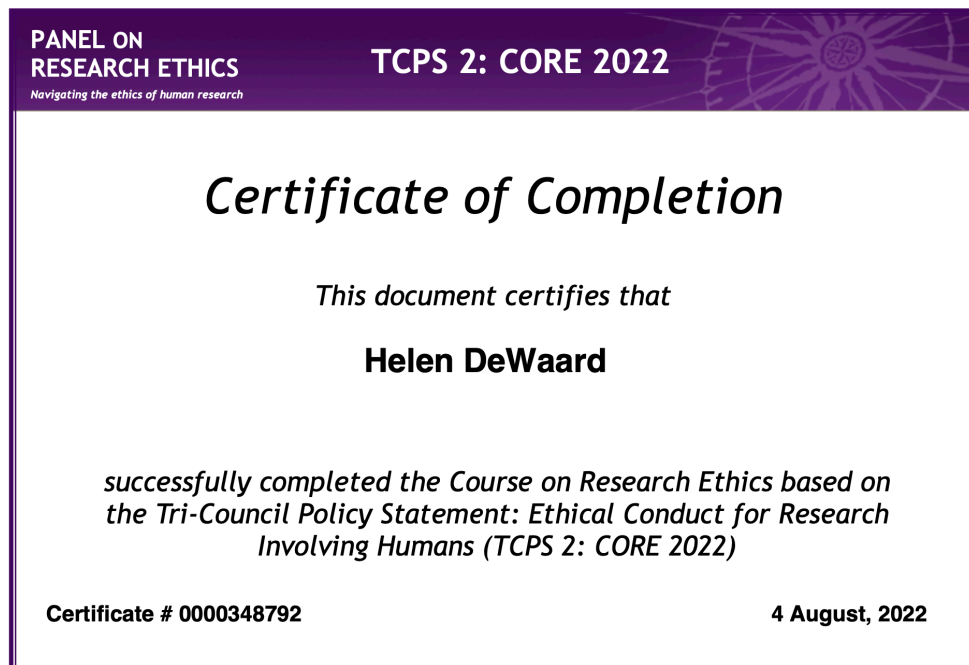 PANEL ON
RESEARCH ETHICS
Navigating the ethics of human research
TCPS 2: CORE 2022
Certificate of Completion
This document certifies that
Helen DeWaard
successfully completed the Course on Research Ethics based on
the Tri-Council Policy Statement: Ethical Conduct for Research
Involving Humans (TCPS 2: CORE 2022)
Certificate # 0000348792
4 August, 2022